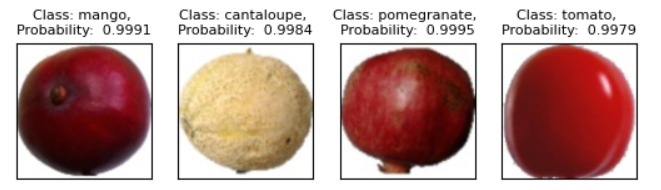 Class: mango,
Probability:  0.9991
Class: cantaloupe,
Probability:  0.9984
Class: pomegranate,
Probability:  0.9995
Class: tomato,
Probability:  0.9979